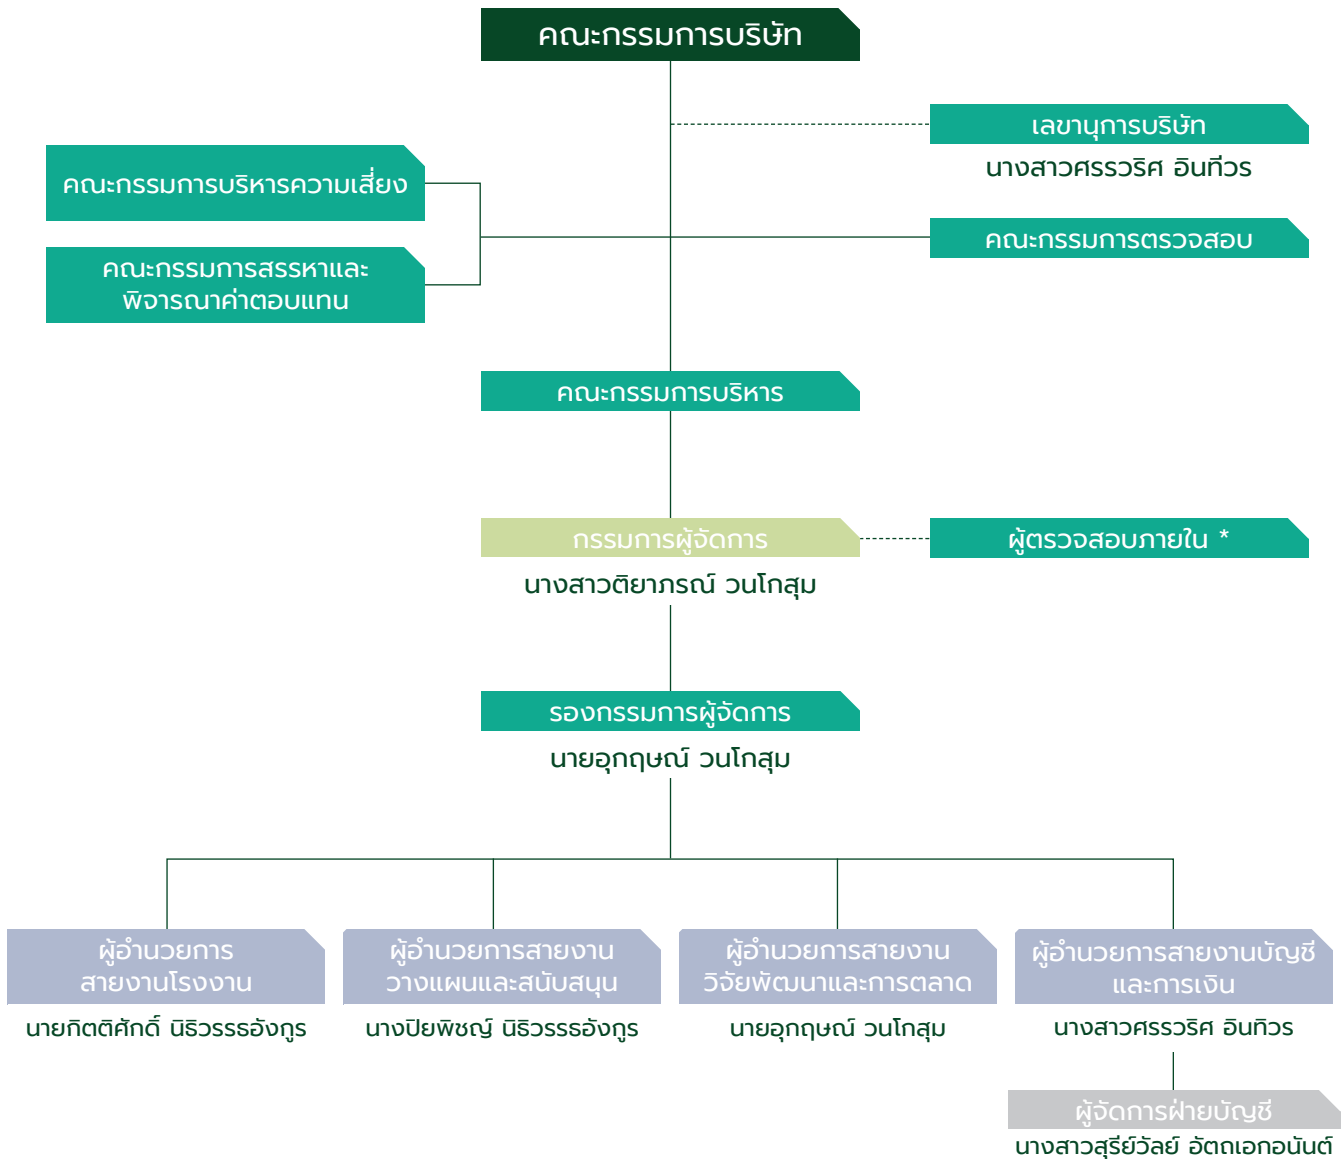 คณะกรรมการบริษัท
เลขานุการบริษัท
นางสาวศรรวริศ อินทีวร
คณะกรรมการบริหารความเสี่ยง
คณะกรรมการตรวจสอบ
คณะกรรมการสรรหาและ
พิจารณาค่าตอบแทน
คณะกรรมการบริหาร
กรรมการผู้จัดการ
นางสาวติยาภรณ์ วนโกสุม
ผู้ตรวจสอบภายใน *
รองกรรมการผู้จัดการ
นายอุกฤษณ์ วนโกสุม
ผู้อำนวยการ
สายงานโรงงาน
นายกิตติศักดิ์ นิธิวรรธอังกูร
ผู้อำนวยการสายงาน
วางแผนและสนับสนุน
นางปิยพิชญ์ นิธิวรรธอังกูร
ผู้อำนวยการสายงาน
วิจัยพัฒนาและการตลาด
นายอุกฤษณ์ วนโกสุม
ผู้อำนวยการสายงานบัญชี
และการเงิน
นางสาวศรรวริศ อินทิวร
ผู้จัดการฝ่ายบัญชี
นางสาวสุรีย์วัลย์ อัตถเอกอนันต์